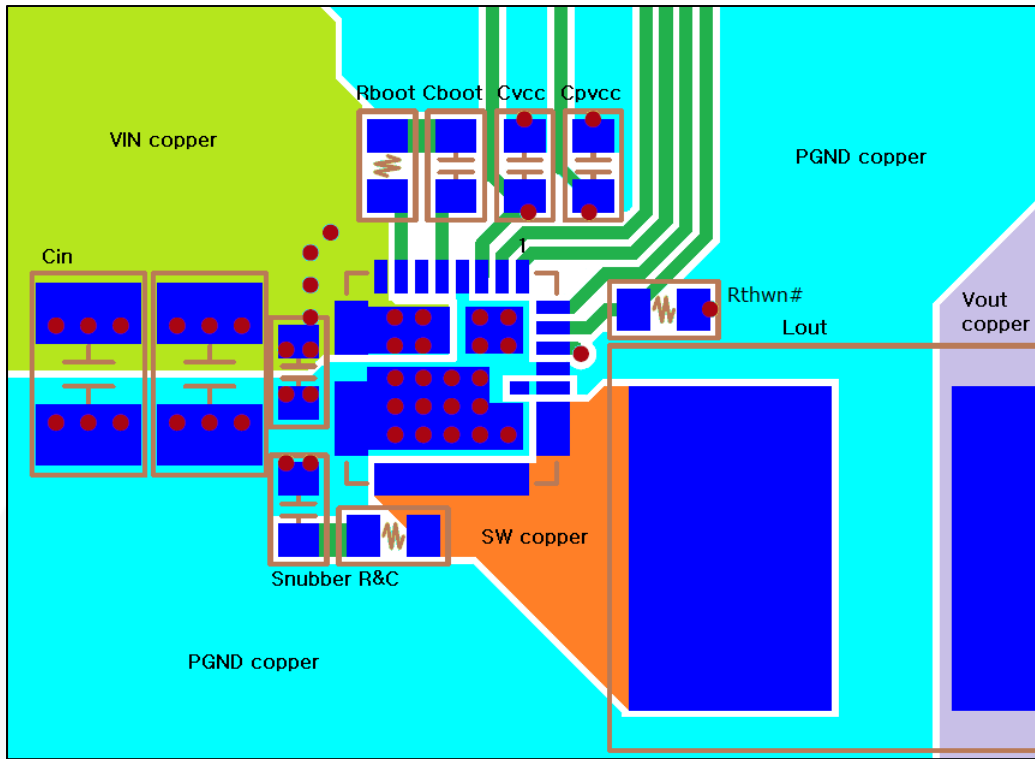 Rboot Cboot Cvcc Cpvcc
VIN copper
PGND copper
1
Cin
Rthwn#
Vout
copper
Lout
SW copper
Snubber R&C
PGND copper